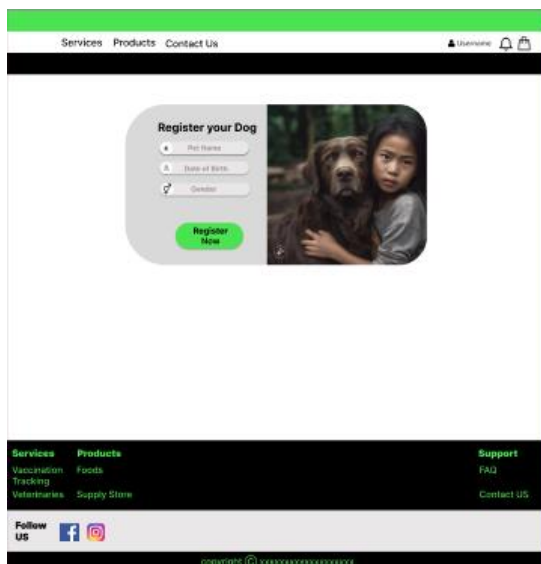 Services Products Contact Us Username
Register your Dog
Pet Name
Date of Birth
Gender
Register
Now
Services Products Support
Vaccination Foods FAQ
Tracking
Veterinaries Supply Store Contact US
Follow
US
copyrights ©